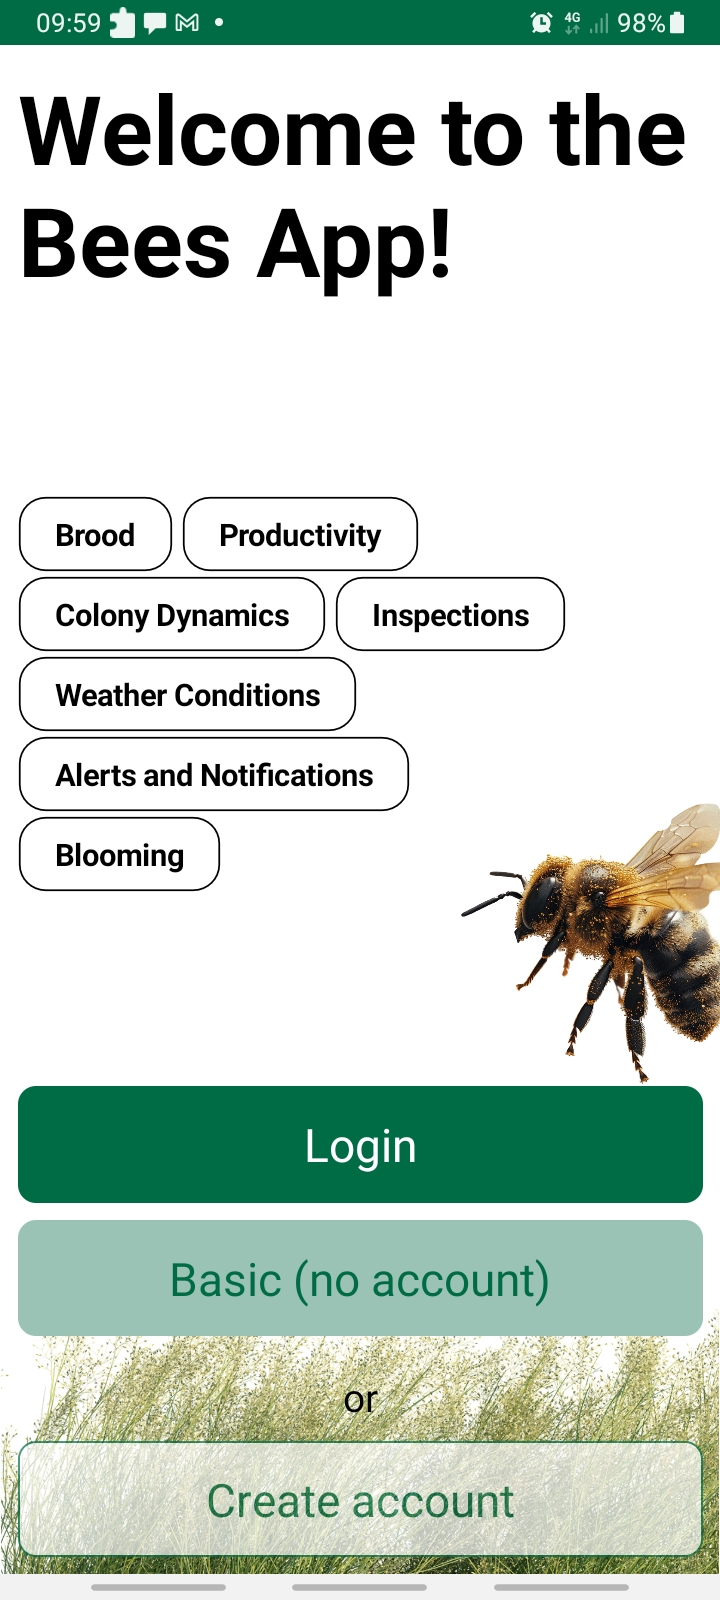 09:59 4G 98%
Welcome to the
Bees App!
Brood Productivity
Colony Dynamics Inspections
Weather Conditions
Alerts and Notifications
Blooming
Login
Basic (no account)
or
Create account